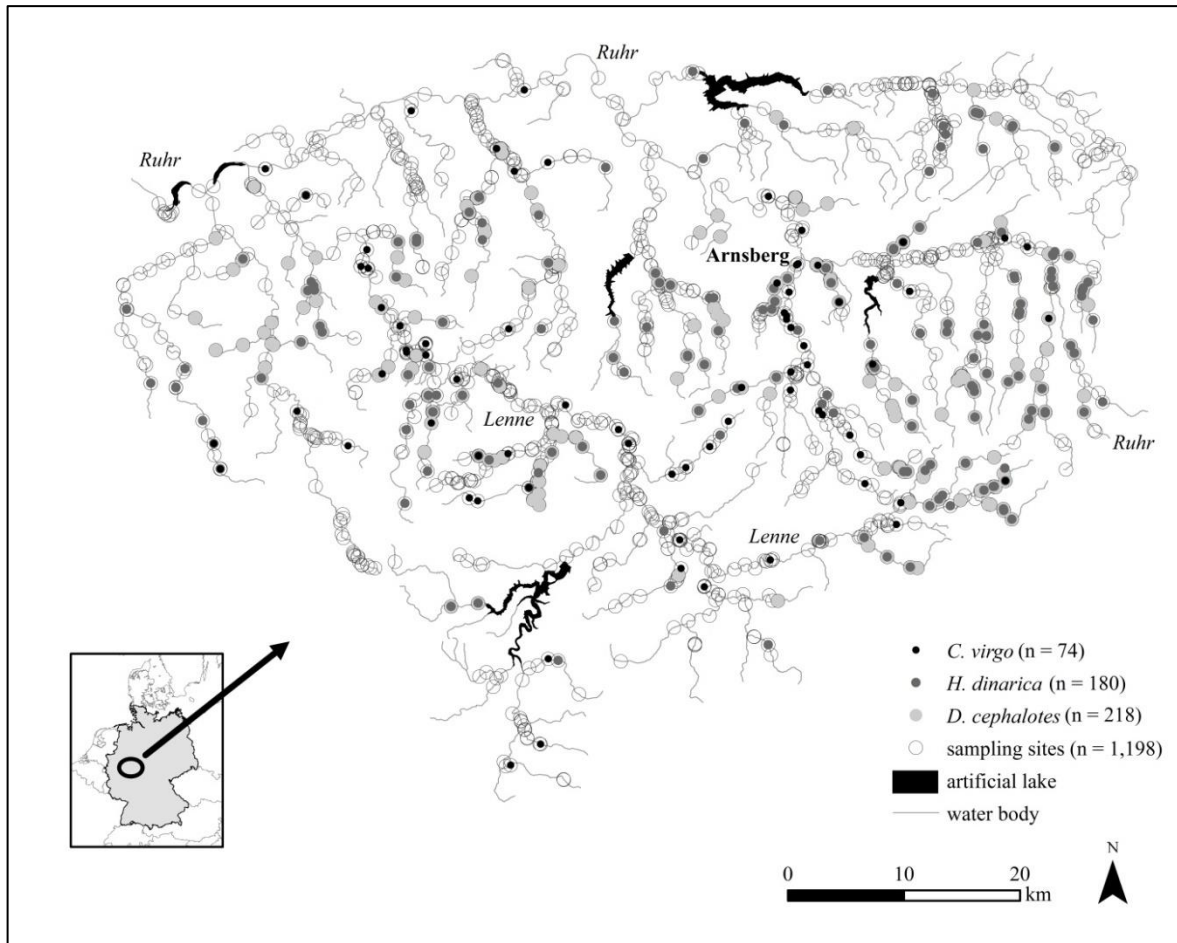 Ruhr
Ruhr
Arnsberg
Lenne
Ruhr
Lenne
C. virgo (n = 74)
H. dinarica (n = 180)
D. cephalotes (n = 218)
sampling sites (n = 1,198)
artificial lake
water body
N
0 10 20
km